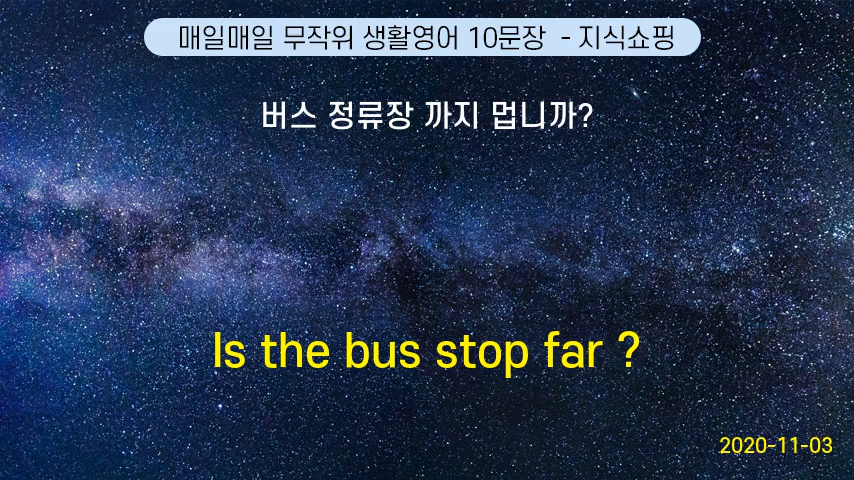 매일매일 무작위 생활영어 10문장 - 지식쇼핑
버스 정류장 까지 멉니까?
Is the bus stop far ?
2020-11-03